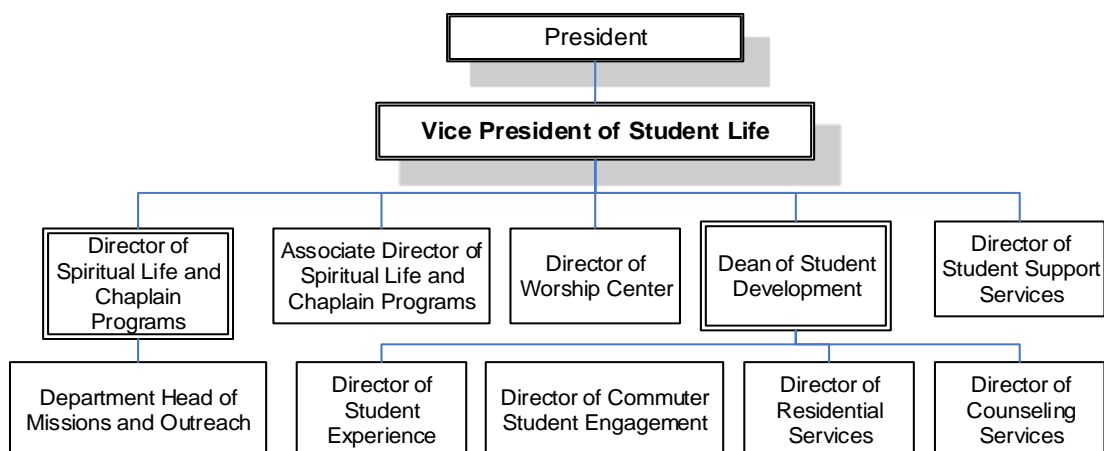 President
Vice President of Student Life
Director of
Spiritual Life and
Chaplain
Programs
Associate Director of
Spiritual Life and
Chaplain Programs
Director of
Worship Center
Dean of Student
Development
Director of
Student Support
Services
Department Head of
Missions and Outreach
Director of
Student
Experience
Director of Commuter
Student Engagement
Director of
Residential
Services
Director of
Counseling
Services